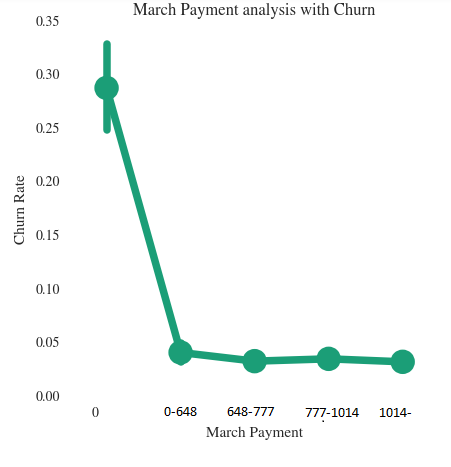 March Payment analysis with Churn
0.35
0.30
0.25
0.20
0.15
0.10
0.05
0.00
Churn Rate
0 0-648 648-777 777-1014 1014-
March Payment